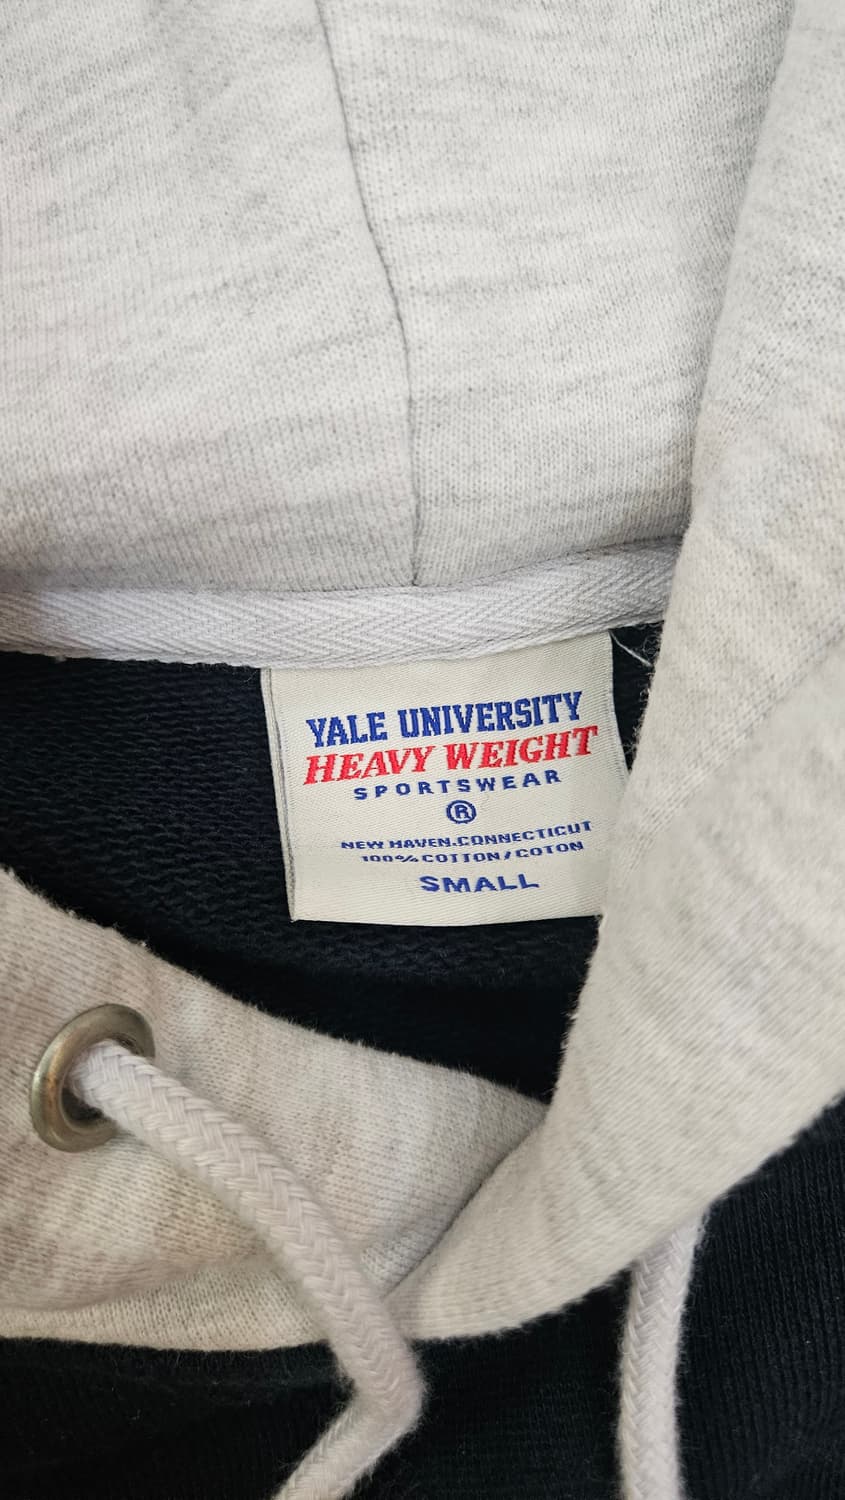 YALE UNIVERSITY
HEAVY WEIGHT
SPORTSWEAR
®
NEW HAVEN.CONNECTICUT
100% COTTON / COTON
SMALL